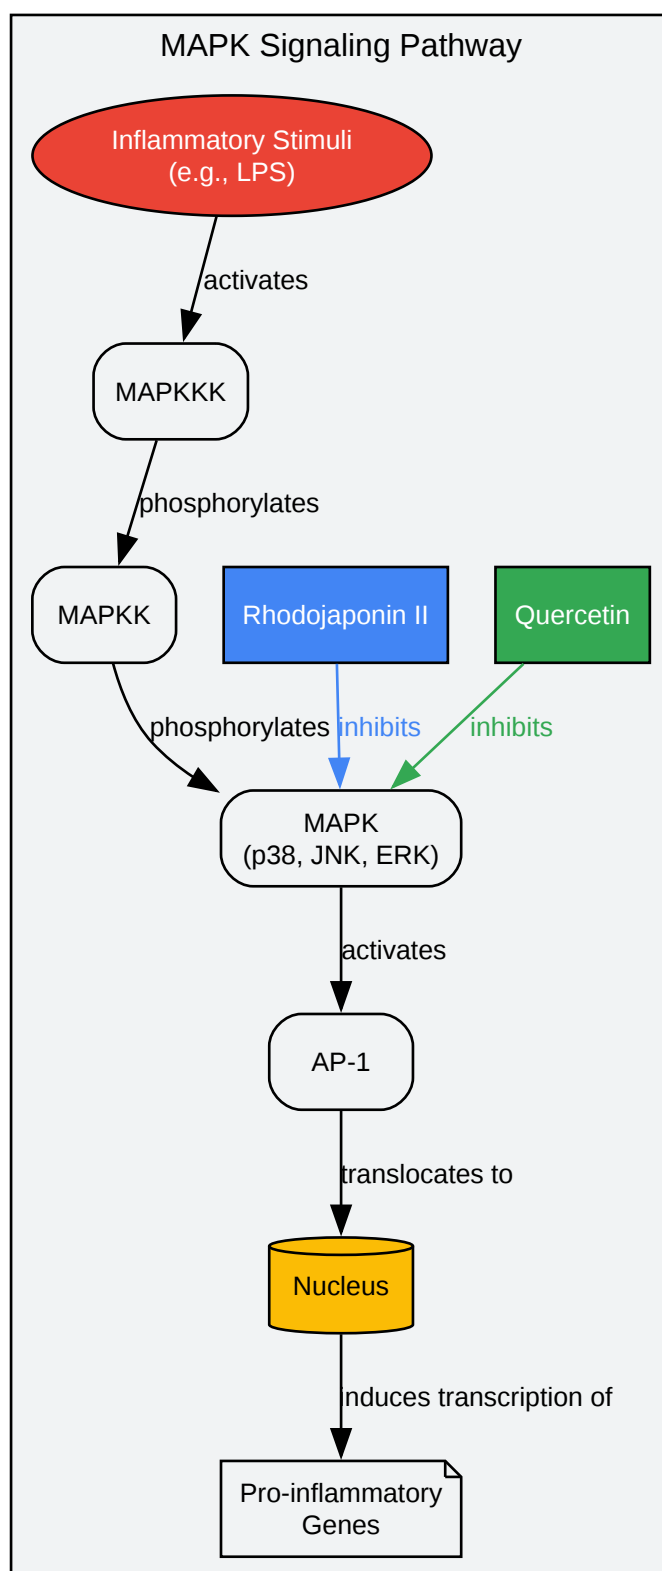 MAPK Signaling Pathway
Inflammatory Stimuli
(e.g., LPS)
activates
MAPKKK
phosphorylates
MAPKK
Rhodojaponin II
Quercetin
phosphorylates
inhibits
inhibits
MAPK
(p38, JNK, ERK)
activates
AP-1
translocates to
Nucleus
induces transcription of
Pro-inflammatory
Genes